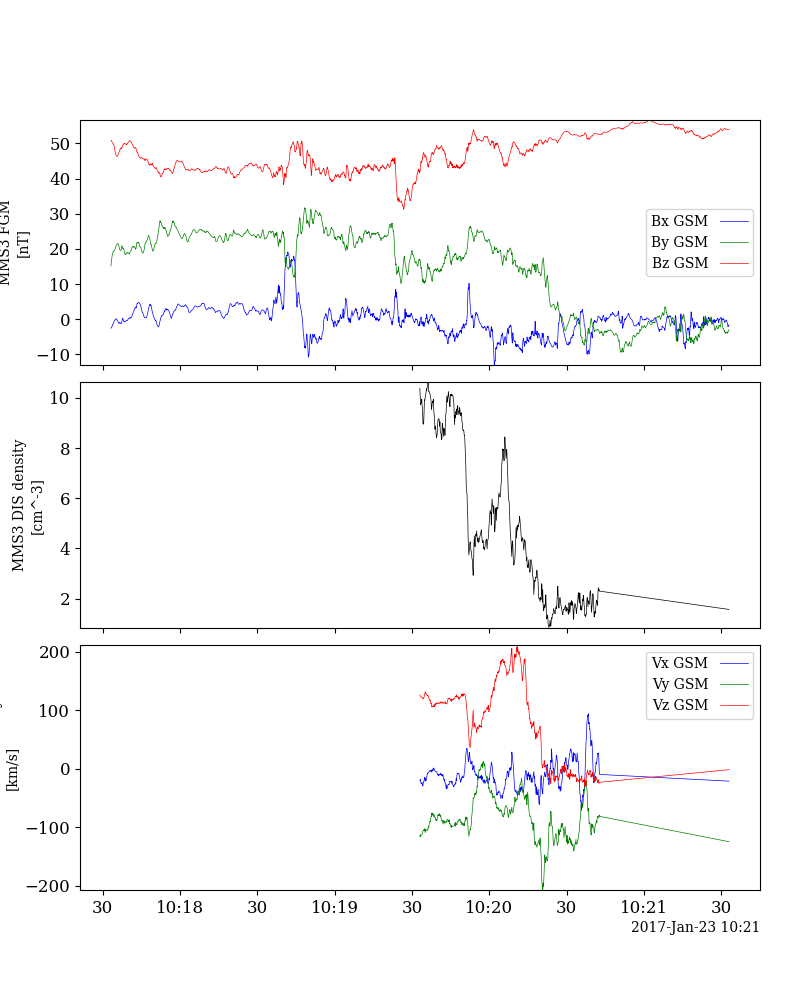 50
40
30
20
10
0
−10
MMS3 FGM
[nT]
Bx GSM
By GSM
Bz GSM
10
8
6
4
2
MMS3 DIS density
[cm^-3]
200
100
0
−100
−200
[km/s]
Vx GSM
Vy GSM
Vz GSM
30 10:18 30 10:19 30 10:20 30 10:21 30
2017-Jan-23 10:21